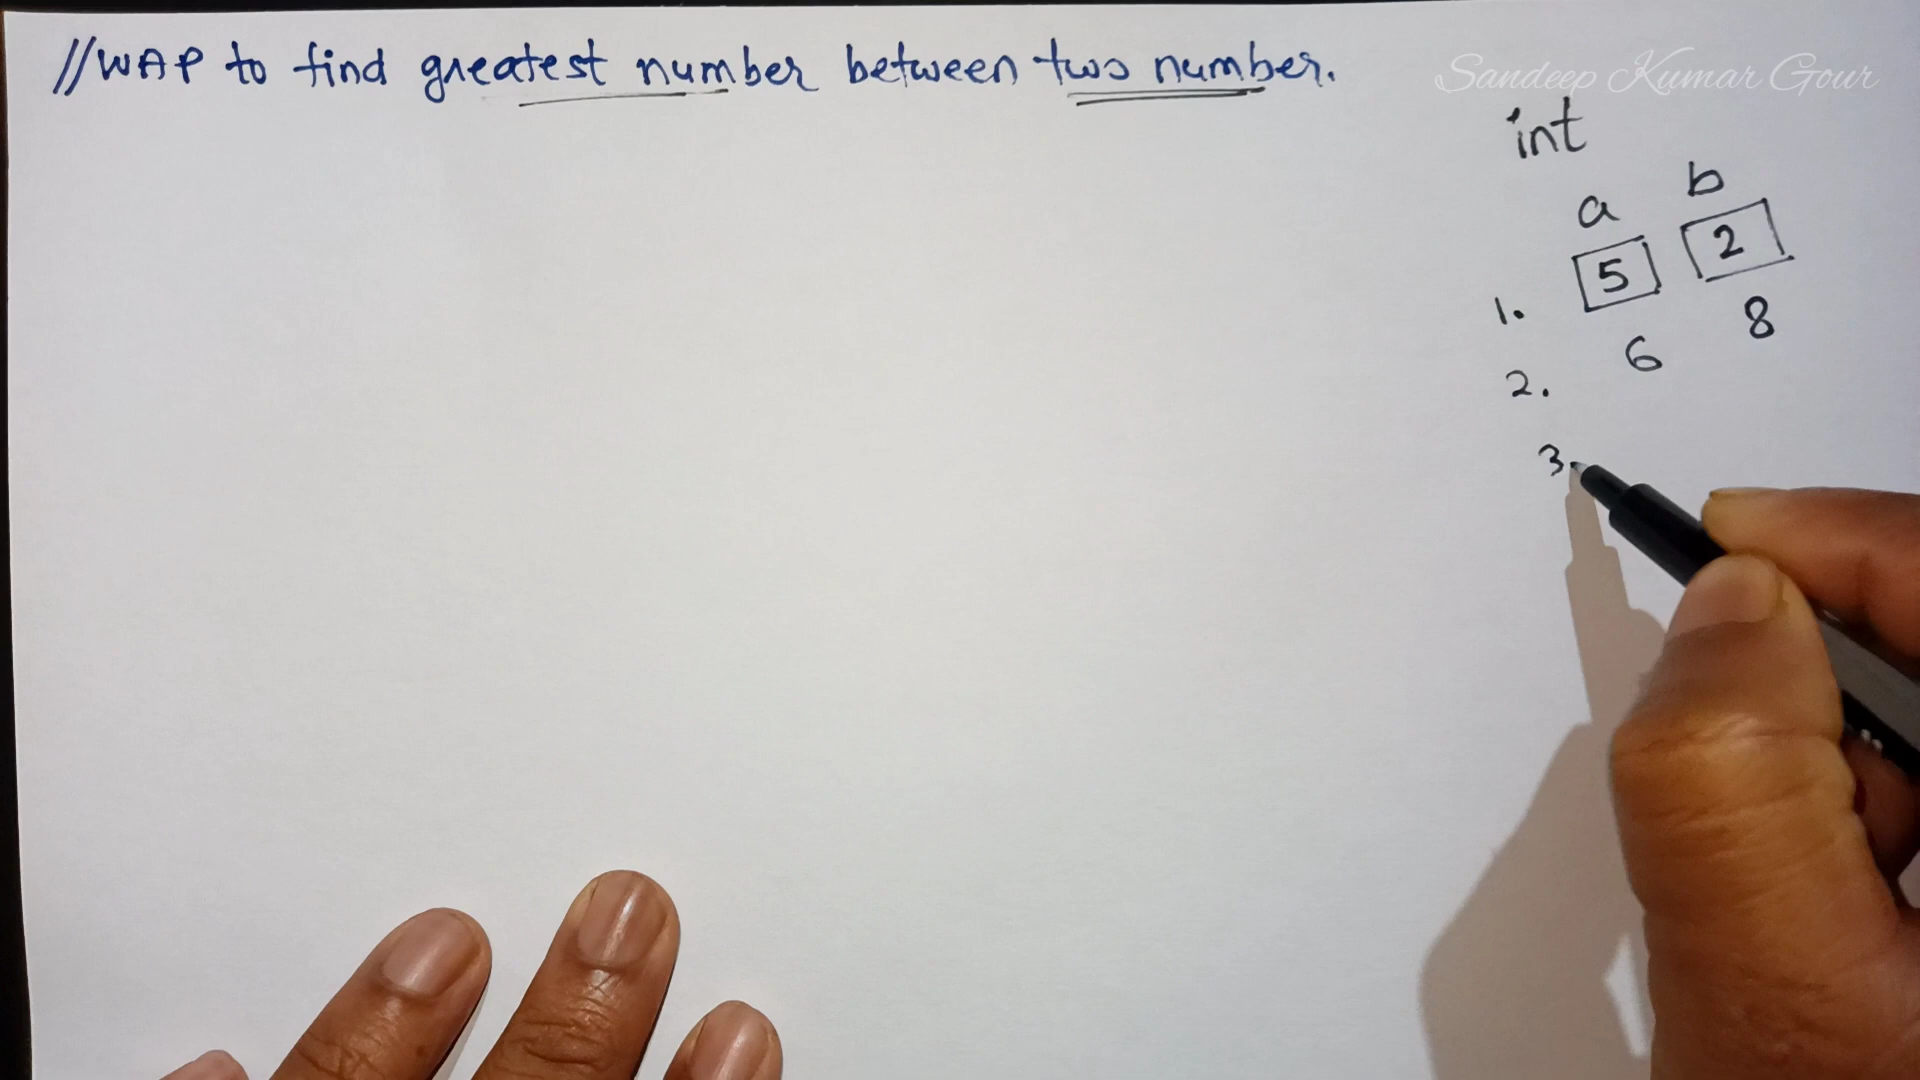 //WAP to find greatest number between two number.
Sandeep Kumar Gour
int
a b
1. 5 2
2. 6 8
3.